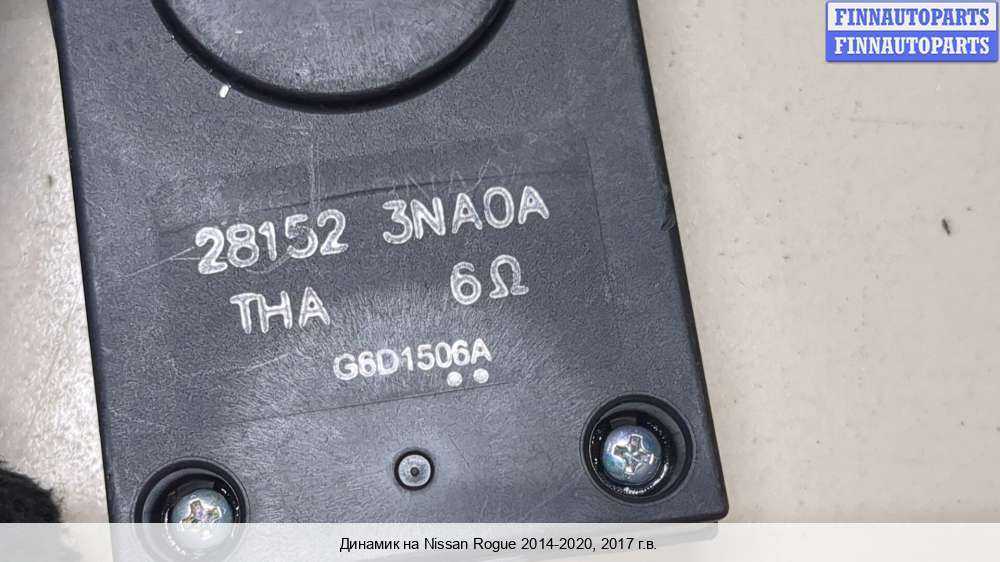 FINNAUTOPARTS
FINNAUTOPARTS
28152 3NA0A
THA 6Ω
G6D1506A
Динамик на Nissan Rogue 2014-2020, 2017 г.в.